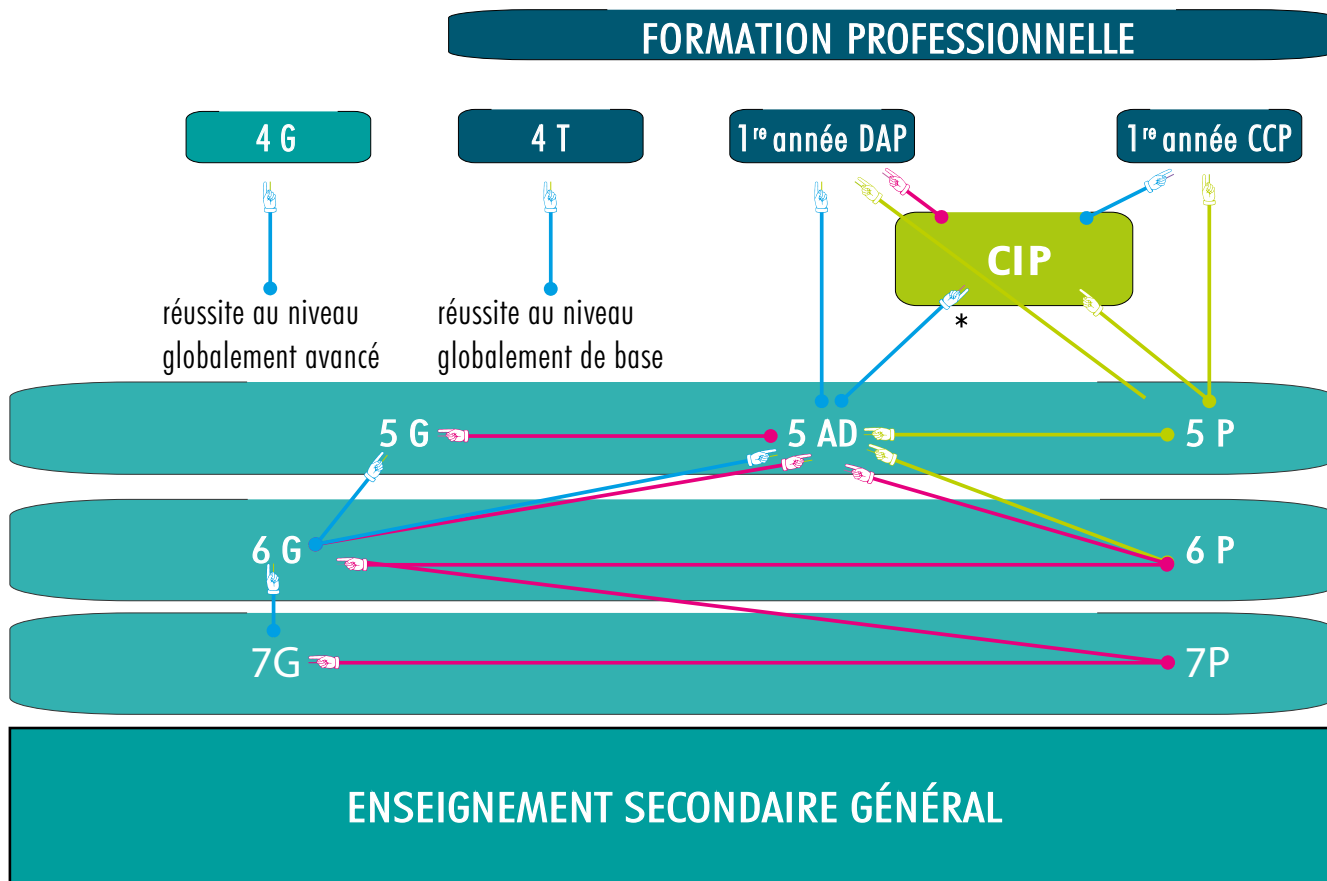 FORMATION PROFESSIONNELLE
4 G
4 T
1re année DAP
1re année CCP
CIP
*
réussite au niveau
globalement avancé
réussite au niveau
globalement de base
5 G
5 AD
5 P
6 G
6 P
7G
7P
ENSEIGNEMENT SECONDAIRE GÉNÉRAL